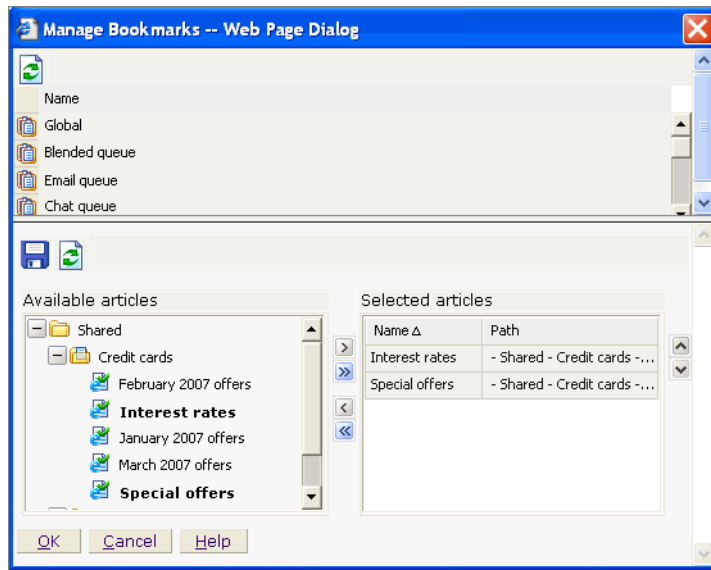 Manage Bookmarks -- Web Page Dialog
Name
Global
Blended queue
Email queue
Chat queue
Available articles
Shared
Credit cards
February 2007 offers
Interest rates
January 2007 offers
March 2007 offers
Special offers
Selected articles
Name Path
Interest rates - Shared - Credit cards -...
Special offers - Shared - Credit cards -...
OK Cancel Help